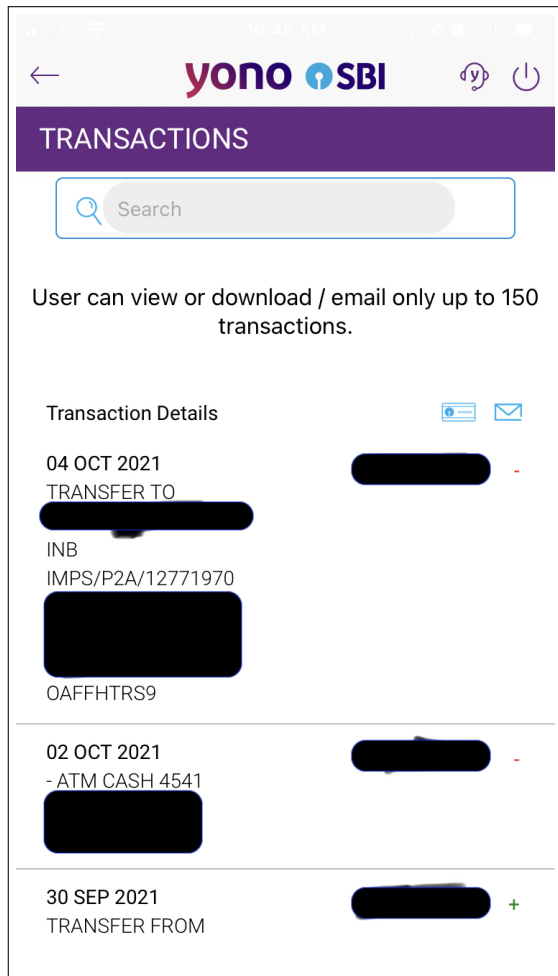 Jio 10:48 AM 64%
yono SBI
TRANSACTIONS
Search
User can view or download / email only up to 150
transactions.
Transaction Details
04 OCT 2021 -
TRANSFER TO
INB
IMPS/P2A/12771970
OAFFHTRS9
02 OCT 2021 -
- ATM CASH 4541
30 SEP 2021 +
TRANSFER FROM